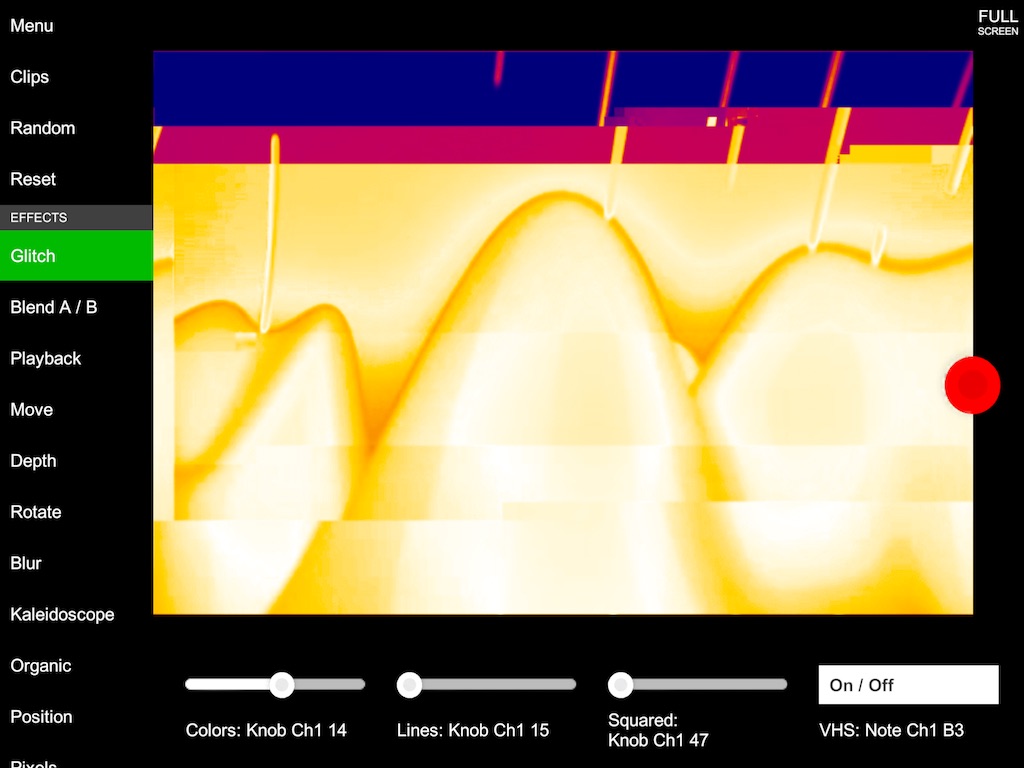 Menu
FULL
SCREEN
Clips
Random
Reset
EFFECTS
Glitch
Blend A / B
Playback
Move
Depth
Rotate
Blur
Kaleidoscope
Organic
Position
Pixels
On / Off
Colors: Knob Ch1 14
Lines: Knob Ch1 15
Squared:
Knob Ch1 47
VHS: Note Ch1 B3